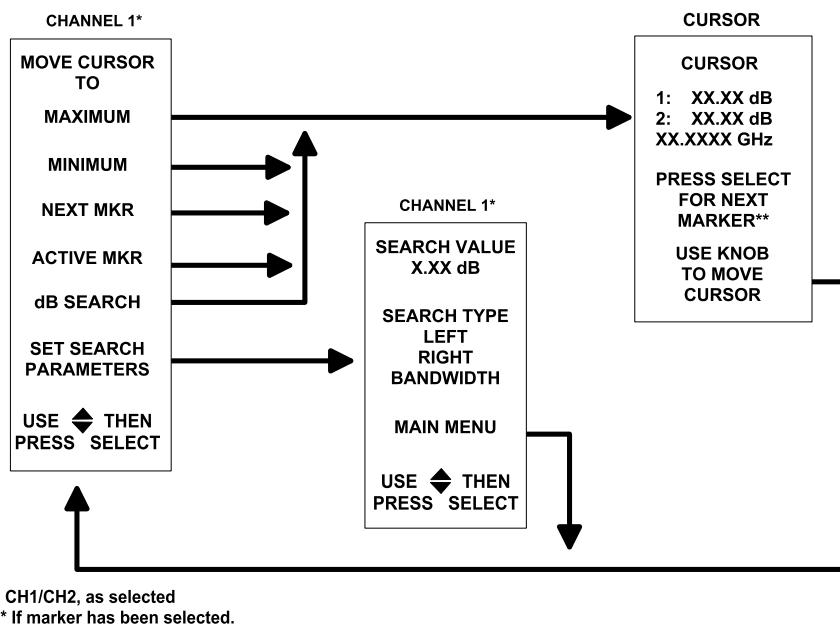 CHANNEL 1*
MOVE CURSOR
TO
MAXIMUM
MINIMUM
NEXT MKR
ACTIVE MKR
dB SEARCH
SET SEARCH
PARAMETERS
USE THEN
PRESS SELECT
CHANNEL 1*
SEARCH VALUE
X.XX dB
SEARCH TYPE
LEFT
RIGHT
BANDWIDTH
MAIN MENU
USE THEN
PRESS SELECT
CURSOR
CURSOR
1: XX.XX dB
2: XX.XX dB
XX.XXXX GHz
PRESS SELECT
FOR NEXT
MARKER**
USE KNOB
TO MOVE
CURSOR
CH1/CH2, as selected
* If marker has been selected.